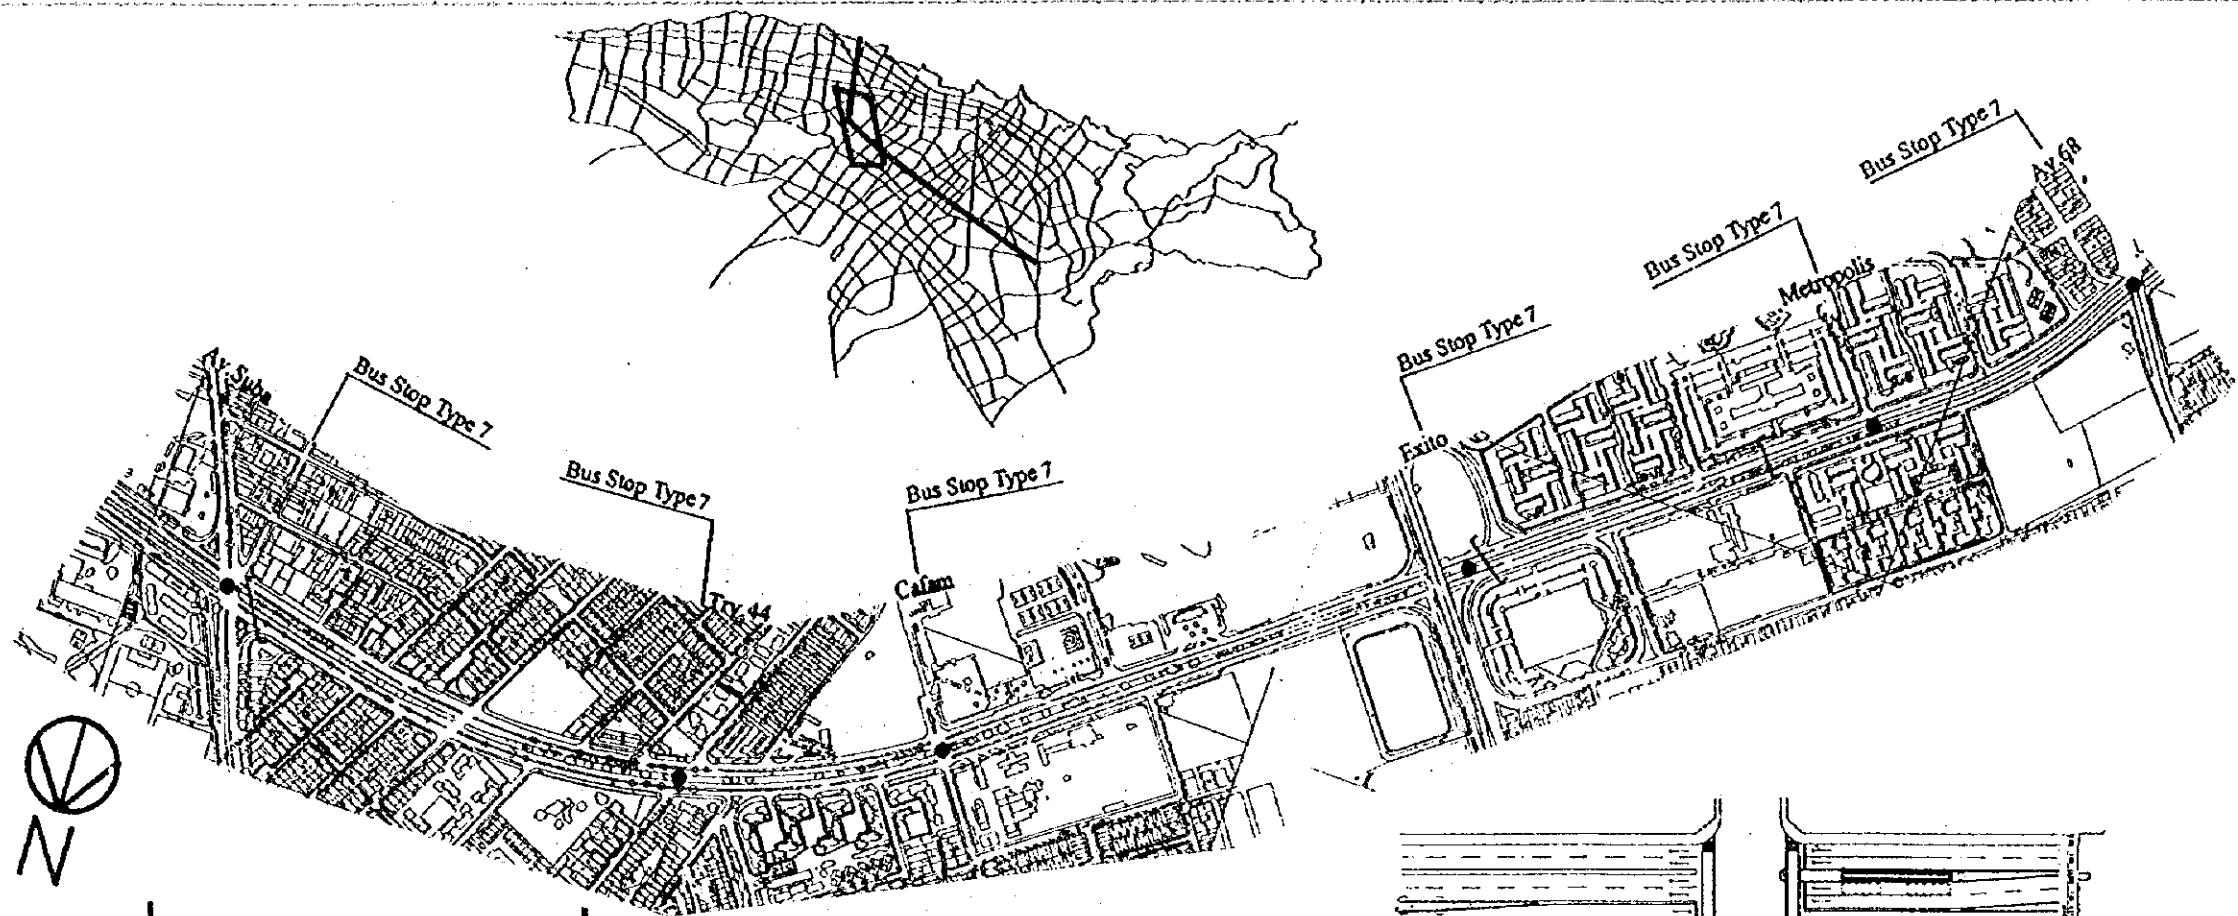 Bus Stop Type 7
Av.68
Bus Stop Type 7
Metropolis
Bus Stop Type 7
Exito
Av. Suba
Bus Stop Type 7
Bus Stop Type 7
Trv. 44
Bus Stop Type 7
Cafam
N